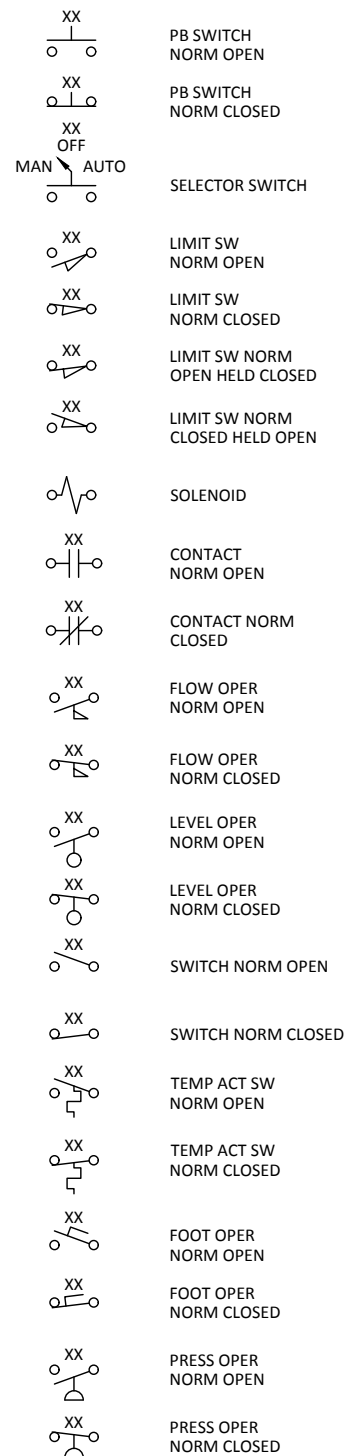 XX
PB SWITCH
NORM OPEN
XX
PB SWITCH
NORM CLOSED
XX
OFF
MAN AUTO
SELECTOR SWITCH
XX
LIMIT SW
NORM OPEN
XX
LIMIT SW
NORM CLOSED
XX
LIMIT SW NORM
OPEN HELD CLOSED
XX
LIMIT SW NORM
CLOSED HELD OPEN
SOLENOID
XX
CONTACT
NORM OPEN
XX
CONTACT NORM
CLOSED
XX
FLOW OPER
NORM OPEN
XX
FLOW OPER
NORM CLOSED
XX
LEVEL OPER
NORM OPEN
XX
LEVEL OPER
NORM CLOSED
XX
SWITCH NORM OPEN
XX
SWITCH NORM CLOSED
XX
TEMP ACT SW
NORM OPEN
XX
TEMP ACT SW
NORM CLOSED
XX
FOOT OPER
NORM OPEN
XX
FOOT OPER
NORM CLOSED
XX
PRESS OPER
NORM OPEN
XX
PRESS OPER
NORM CLOSED